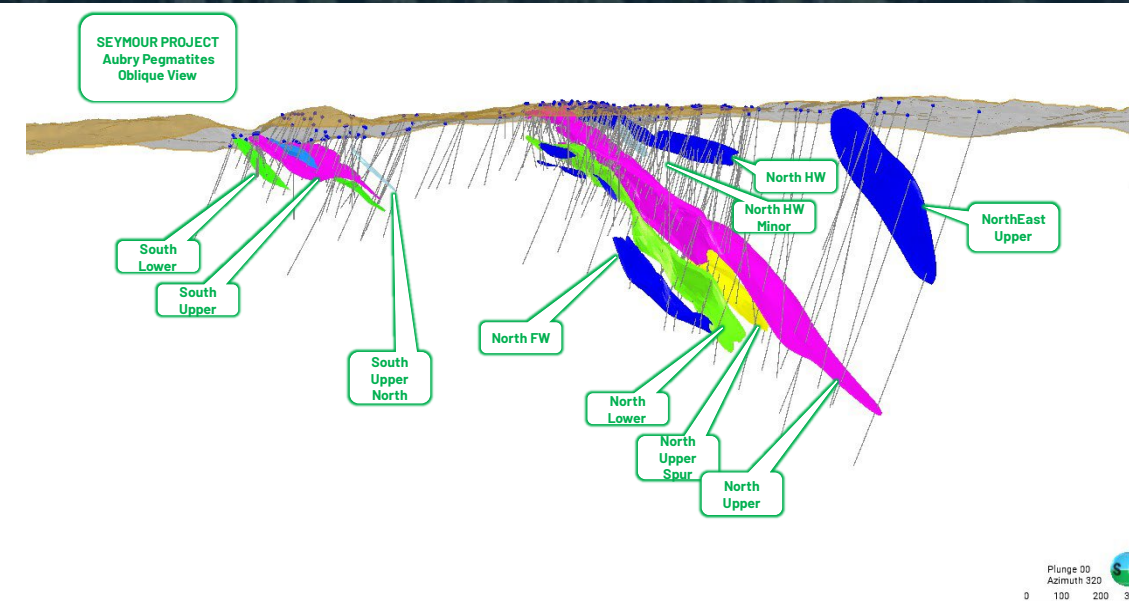 SEYMOUR PROJECT
Aubry Pegmatites
Oblique View
North HW
North HW
Minor
NorthEast
Upper
South
Lower
South
Upper
North FW
South
Upper
North
North
Lower
North
Upper
Spur
North
Upper
Plunge 00
Azimuth 320
S
0 100 200